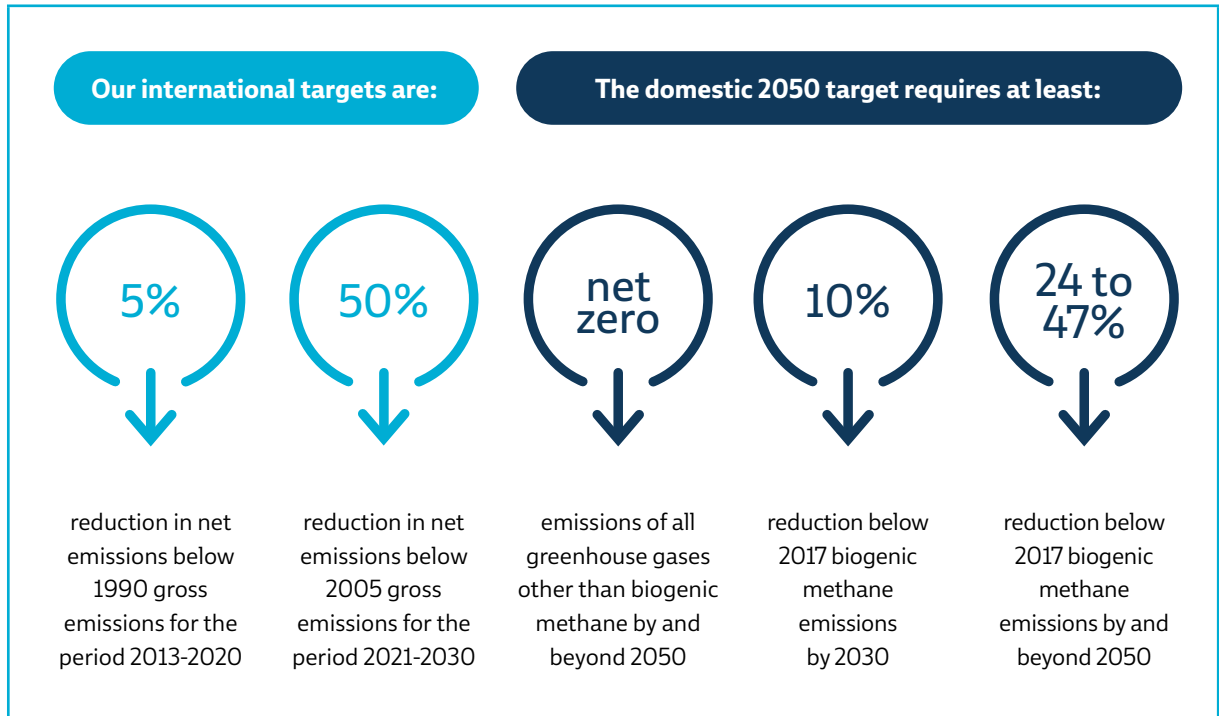 Our international targets are:
The domestic 2050 target requires at least:
5%
reduction in net
emissions below
1990 gross
emissions for the
period 2013-2020
50%
reduction in net
emissions below
2005 gross
emissions for the
period 2021-2030
net
zero
emissions of all
greenhouse gases
other than biogenic
methane by and
beyond 2050
10%
reduction below
2017 biogenic
methane
emissions
by 2030
24 to
47%
reduction below
2017 biogenic
methane
emissions by and
beyond 2050